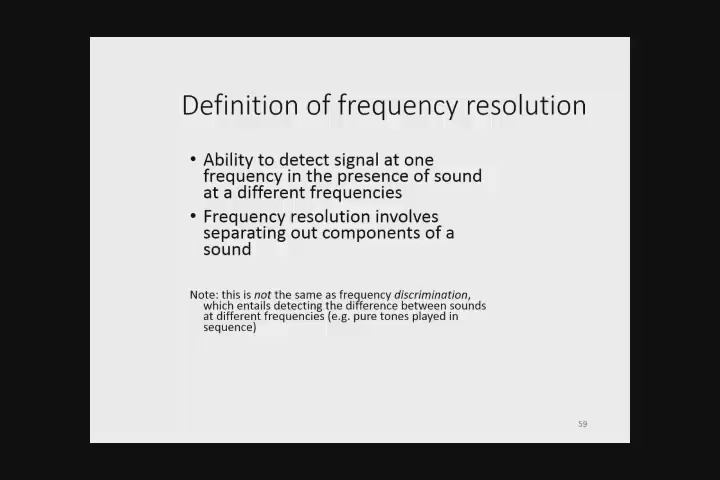 Definition of frequency resolution
• Ability to detect signal at one
frequency in the presence of sound
at a different frequencies
• Frequency resolution involves
separating out components of a
sound
Note: this is not the same as frequency discrimination,
which entails detecting the difference between sounds
at different frequencies (e.g. pure tones played in
sequence)
59